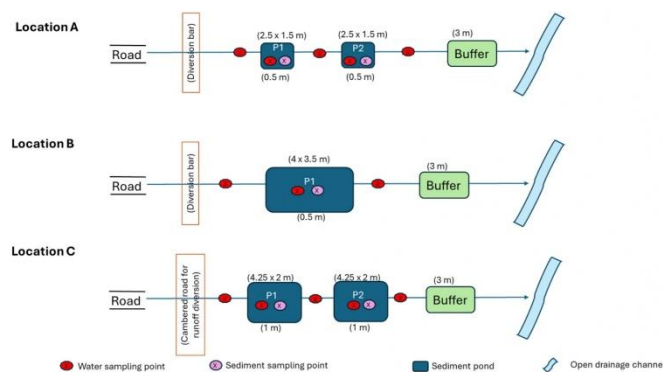 Location A
(2.5 x 1.5 m) (2.5 x 1.5 m) (3 m)
Road (Diversion bar) P1 P2 Buffer
x x
(0.5 m) (0.5 m)
Location B
(4 x 3.5 m) (3 m)
Road (Diversion bar) P1 Buffer
x
(0.5 m)
Location C
(4.25 x 2 m) (4.25 x 2 m) (3 m)
Road (Cambered road for runoff diversion) P1 P2 Buffer
x x
(1 m) (1 m)
Water sampling point x Sediment sampling point Sediment pond Open drainage channe